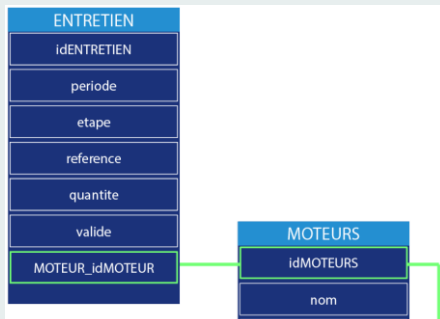 ENTRETIEN
idENTRETIEN
periode
etape
reference
quantite
valide
MOTEUR_idMOTEUR
MOTEURS
idMOTEURS
nom